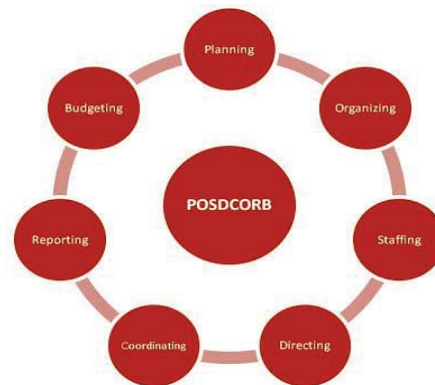 Planning
Organizing
Staffing
Directing
Coordinating
Reporting
Budgeting
POSDCORB